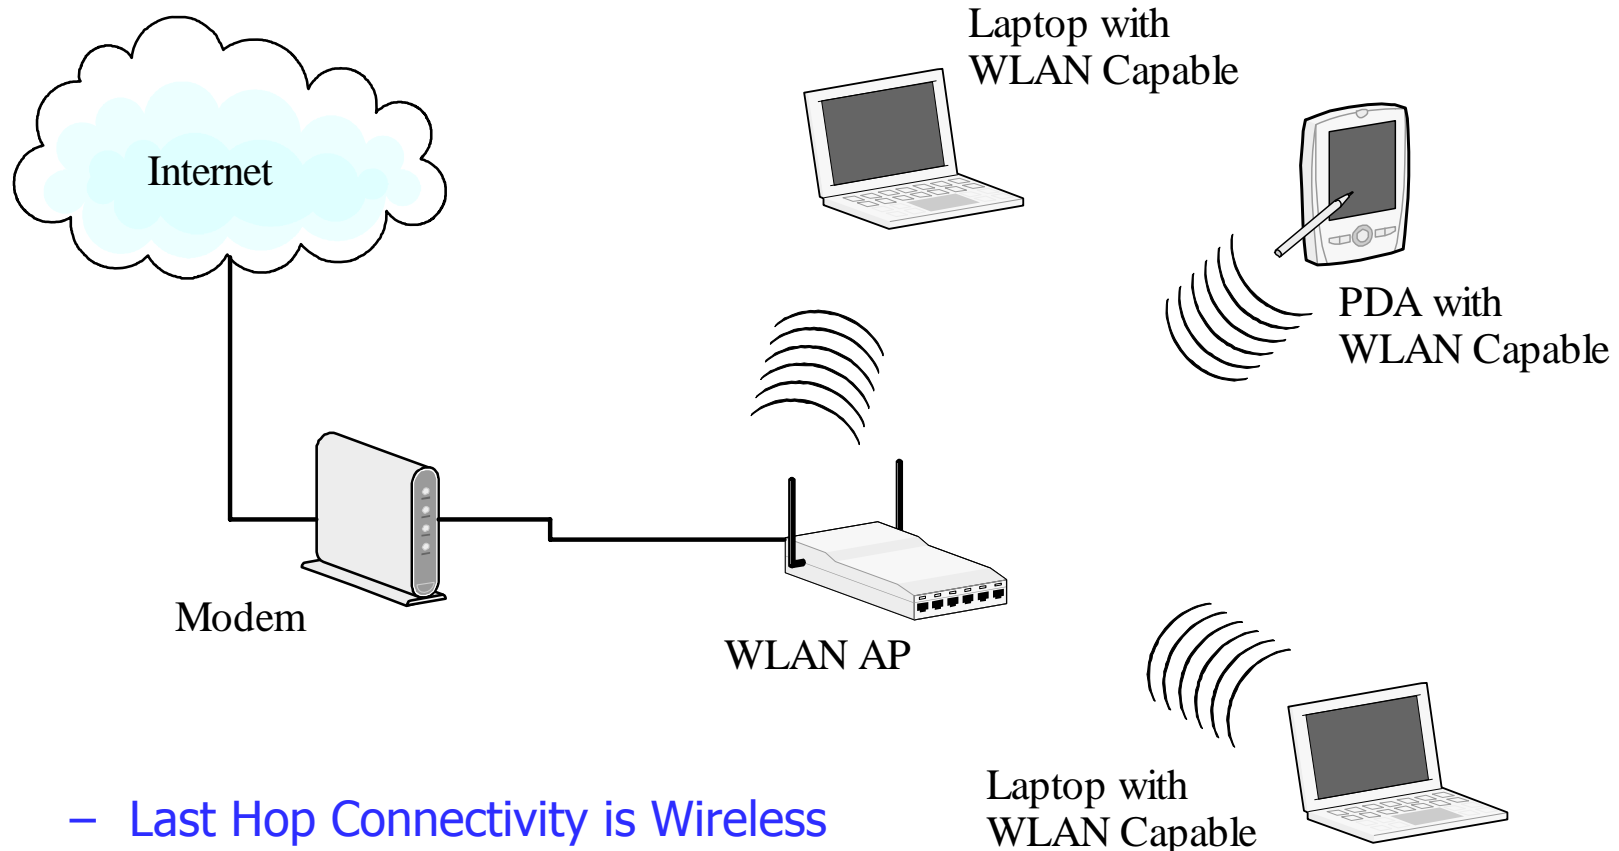 Laptop with
WLAN Capable
Internet
PDA with
WLAN Capable
Modem
WLAN AP
Laptop with
WLAN Capable
– Last Hop Connectivity is Wireless